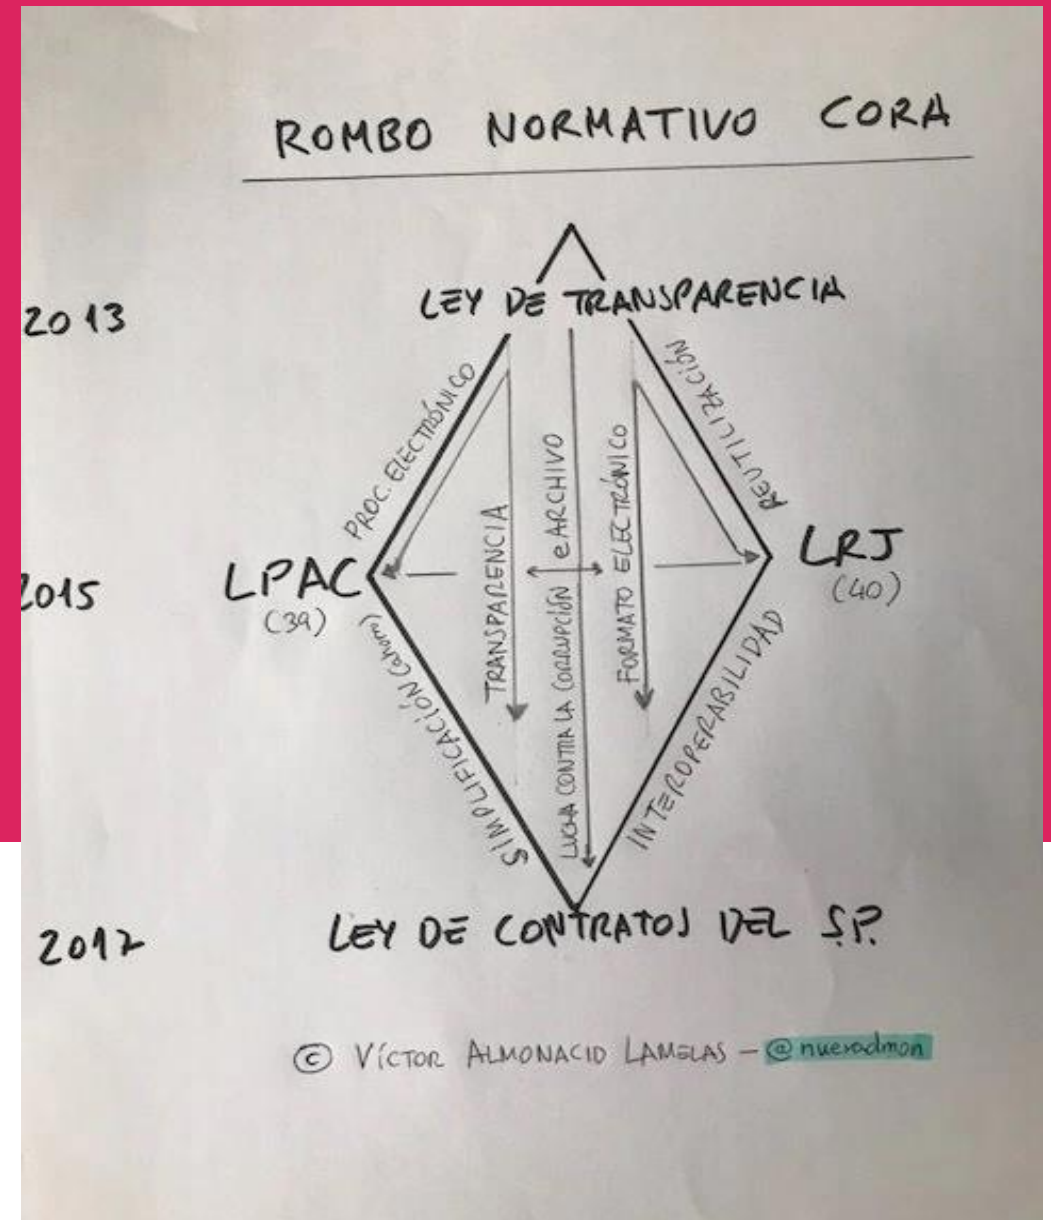 ROMBO NORMATIVO CORA
2013
LEY DE TRANSPARENCIA
PROC. ELECTRÓNICO
REUTILIZACIÓN
TRANSPARENCIA
eARCHIVO
LUCHA CONTRA LA CORRUPCIÓN
FORMATO ELECTRÓNICO
2015
LPAC
(39)
LRJ
(40)
SIMPLIFICACIÓN (ahorro)
INTEROPERABILIDAD
2017
LEY DE CONTRATOS DEL S.P.
© VÍCTOR ALMONACID LAMELAS - @nuevadmon